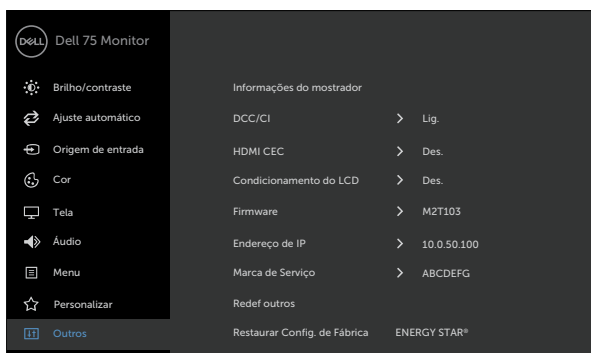 DELL Dell 75 Monitor
Brilho/contraste
Informações do mostrador
Ajuste automático
DCC/CI Lig.
Origem de entrada
HDMI CEC Des.
Cor
Condicionamento do LCD Des.
Tela
Firmware M2T103
Áudio
Endereço de IP 10.0.50.100
Menu
Marca de Serviço ABCDEFG
Personalizar
Redef outros
Outros
Restaurar Config. de Fábrica ENERGY STAR®